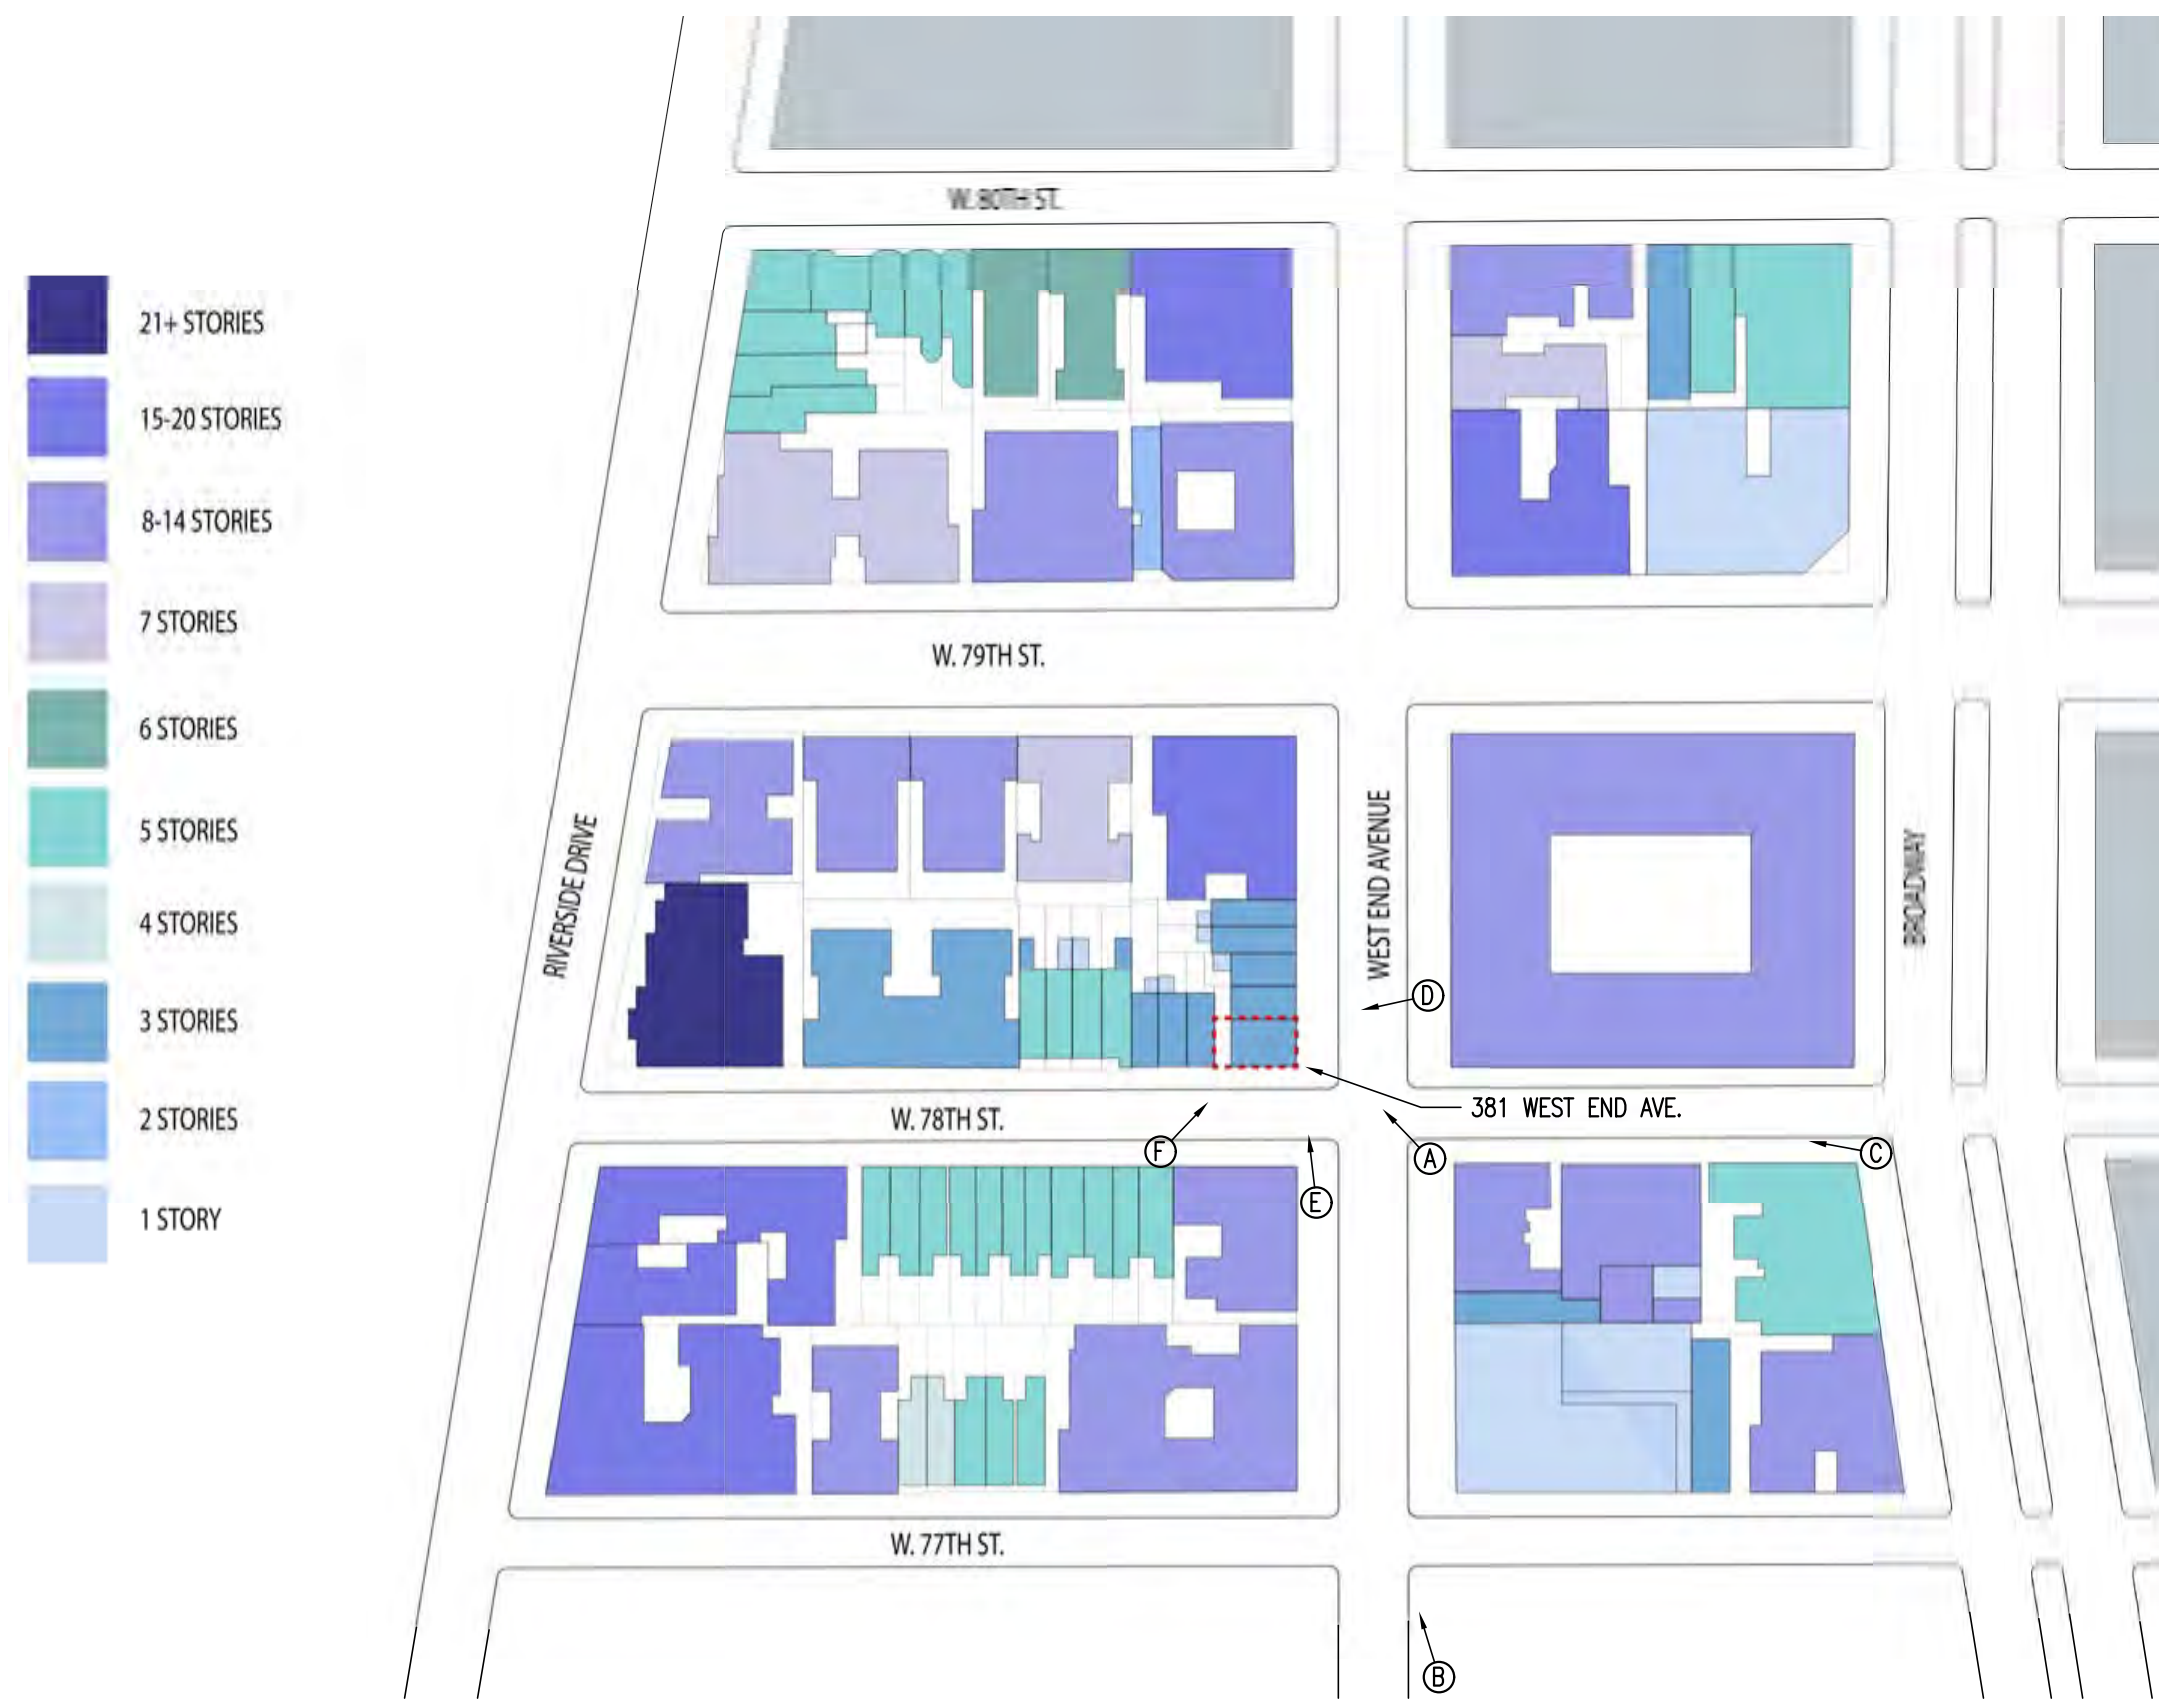 W. 80TH ST.
21+ STORIES
15-20 STORIES
8-14 STORIES
7 STORIES
6 STORIES
5 STORIES
4 STORIES
3 STORIES
2 STORIES
1 STORY
W. 79TH ST.
RIVERSIDE DRIVE
WEST END AVENUE
BROADWAY
D
381 WEST END AVE.
W. 78TH ST.
F
A
C
E
W. 77TH ST.
B